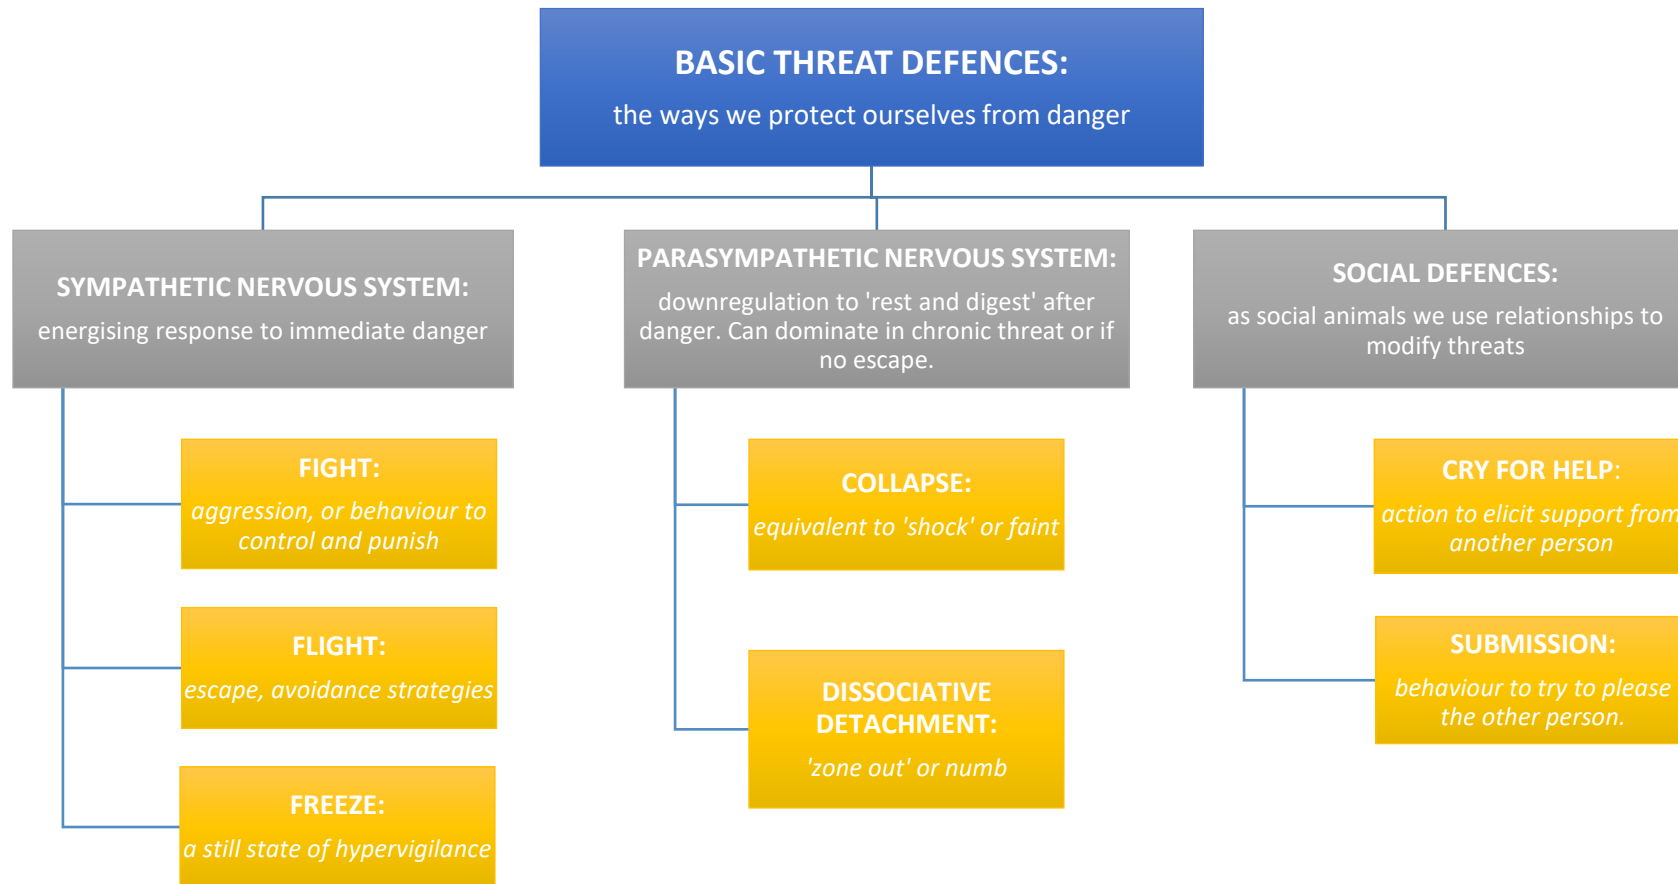 BASIC THREAT DEFENCES:
the ways we protect ourselves from danger
SYMPATHETIC NERVOUS SYSTEM:
energising response to immediate danger
FIGHT:
aggression, or behaviour to
control and punish
FLIGHT:
escape, avoidance strategies
FREEZE:
a still state of hypervigilance
PARASYMPATHETIC NERVOUS SYSTEM:
downregulation to 'rest and digest' after
danger. Can dominate in chronic threat or if
no escape.
COLLAPSE:
equivalent to 'shock' or faint
DISSOCIATIVE
DETACHMENT:
'zone out' or numb
SOCIAL DEFENCES:
as social animals we use relationships to
modify threats
CRY FOR HELP:
action to elicit support from
another person
SUBMISSION:
behaviour to try to please
the other person.